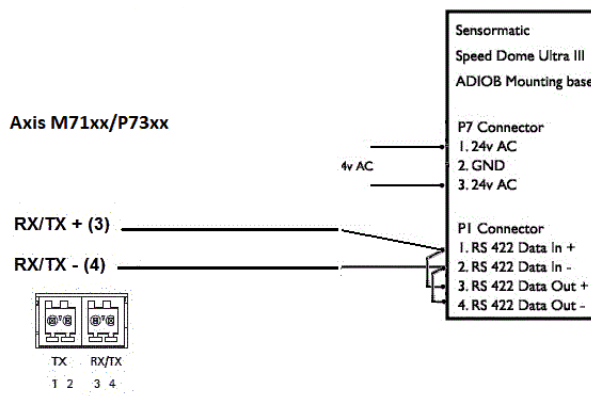 Sensormatic
Speed Dome Ultra III
ADIOB Mounting base
Axis M71xx/P73xx
P7 Connector
1. 24v AC
4v AC
2. GND
3. 24v AC
RX/TX + (3)
P1 Connector
1. RS 422 Data In +
RX/TX - (4)
2. RS 422 Data In -
3. RS 422 Data Out +
4. RS 422 Data Out -
TX RX/TX
1 2 3 4